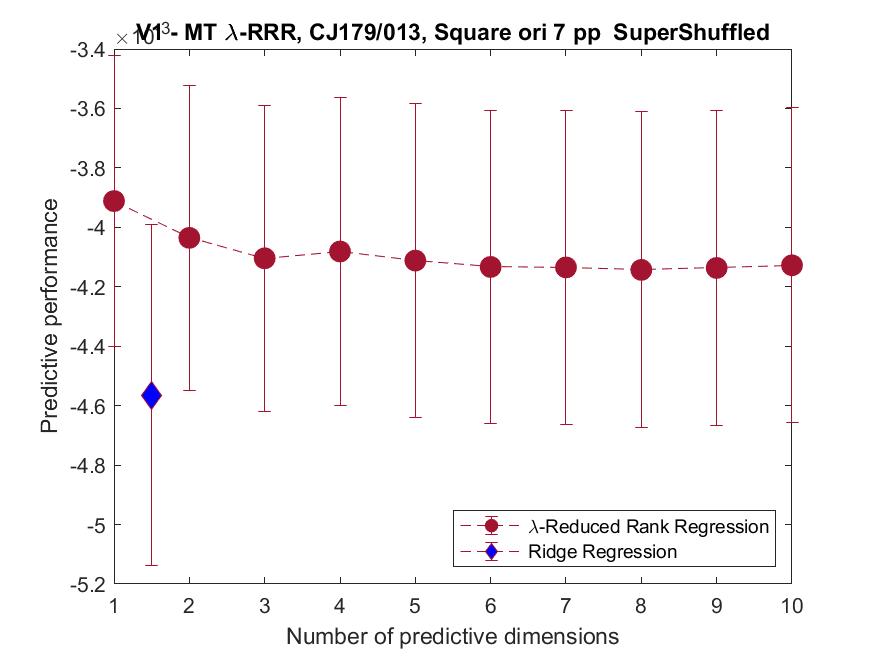 V1 - MT λ-RRR, CJ179/013, Square ori 7 pp SuperShuffled
-3.4
-3.6
-3.8
-4
-4.2
-4.4
-4.6
-4.8
-5
-5.2
Predictive performance
λ-Reduced Rank Regression
Ridge Regression
1 2 3 4 5 6 7 8 9 10
Number of predictive dimensions